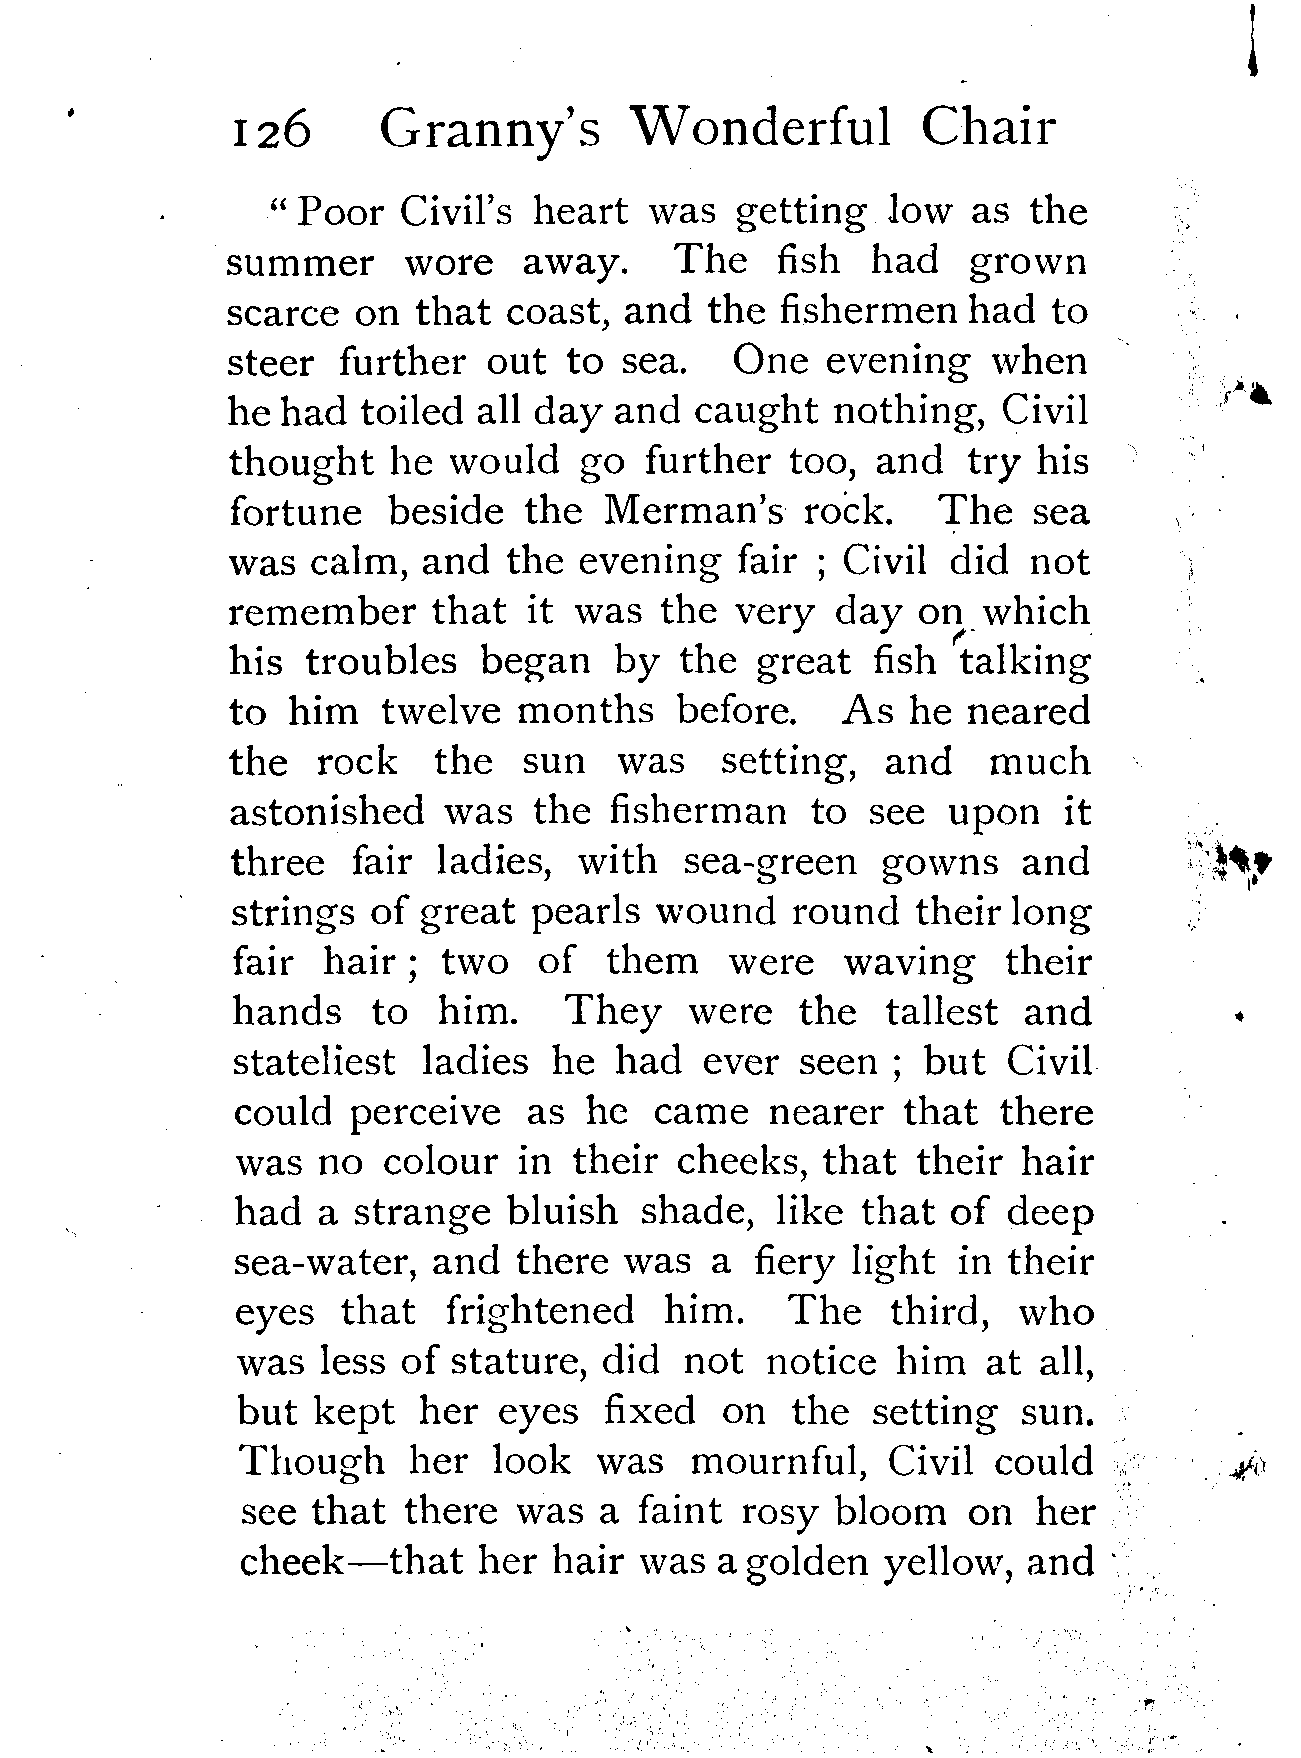 126 Granny's Wonderful Chair
“ Poor Civil's heart was getting low as the
summer wore away. The fish had grown
scarce on that coast, and the fishermen had to
steer further out to sea. One evening when
he had toiled all day and caught nothing, Civil
thought he would go further too, and try his
fortune beside the Merman's rock. The sea
was calm, and the evening fair ; Civil did not
remember that it was the very day on which
his troubles began by the great fish talking
to him twelve months before. As he neared
the rock the sun was setting, and much
astonished was the fisherman to see upon it
three fair ladies, with sea-green gowns and
strings of great pearls wound round their long
fair hair ; two of them were waving their
hands to him. They were the tallest and
stateliest ladies he had ever seen ; but Civil
could perceive as he came nearer that there
was no colour in their cheeks, that their hair
had a strange bluish shade, like that of deep
sea-water, and there was a fiery light in their
eyes that frightened him. The third, who
was less of stature, did not notice him at all,
but kept her eyes fixed on the setting sun.
Though her look was mournful, Civil could
see that there was a faint rosy bloom on her
cheek—that her hair was a golden yellow, and